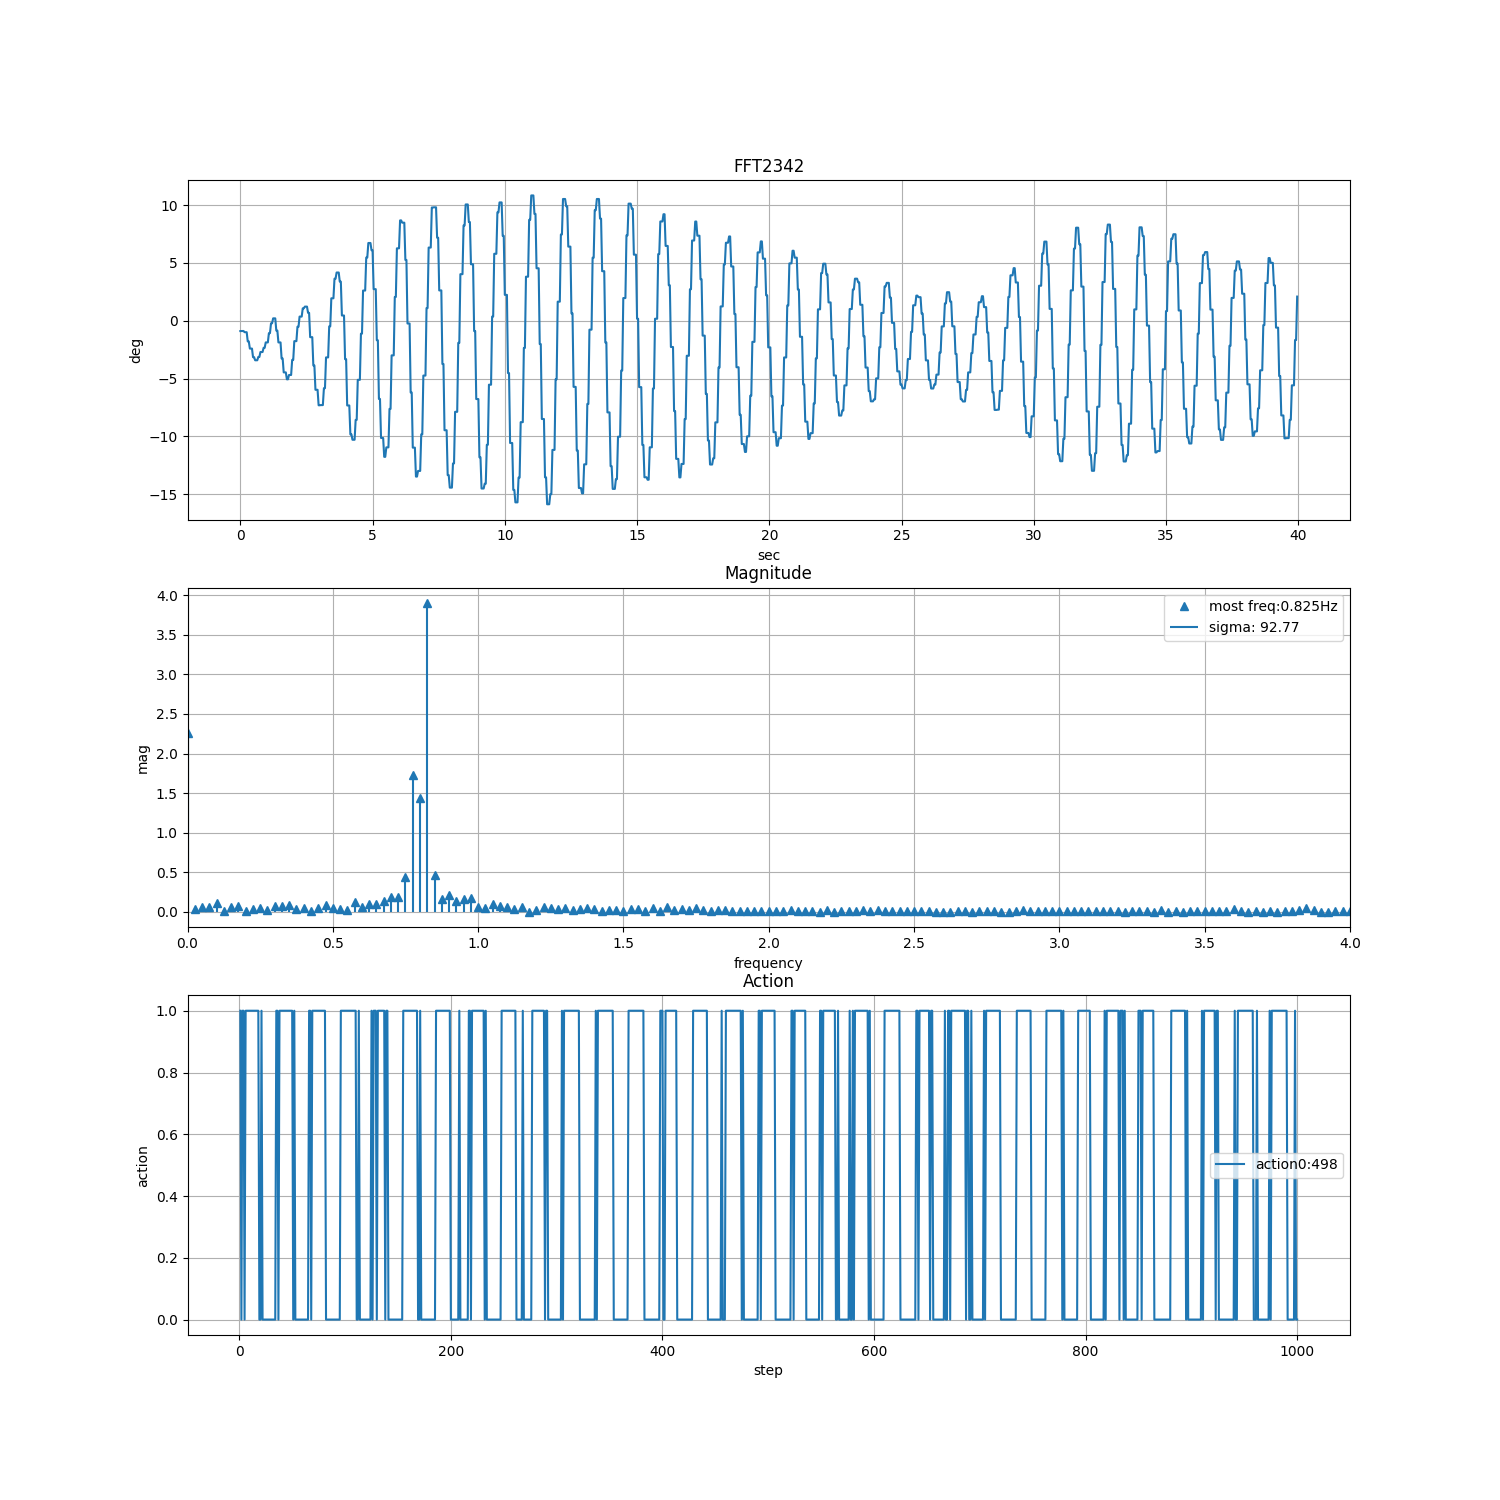 FFT2342
10
5
0
−5
−10
−15
deg
0 5 10 15 20 25 30 35 40
sec
Magnitude
4.0
3.5
3.0
2.5
2.0
1.5
1.0
0.5
0.0
mag
most freq:0.825Hz
sigma: 92.77
0.0 0.5 1.0 1.5 2.0 2.5 3.0 3.5 4.0
frequency
Action
1.0
0.8
0.6
0.4
0.2
0.0
action
action0:498
0 200 400 600 800 1000
step